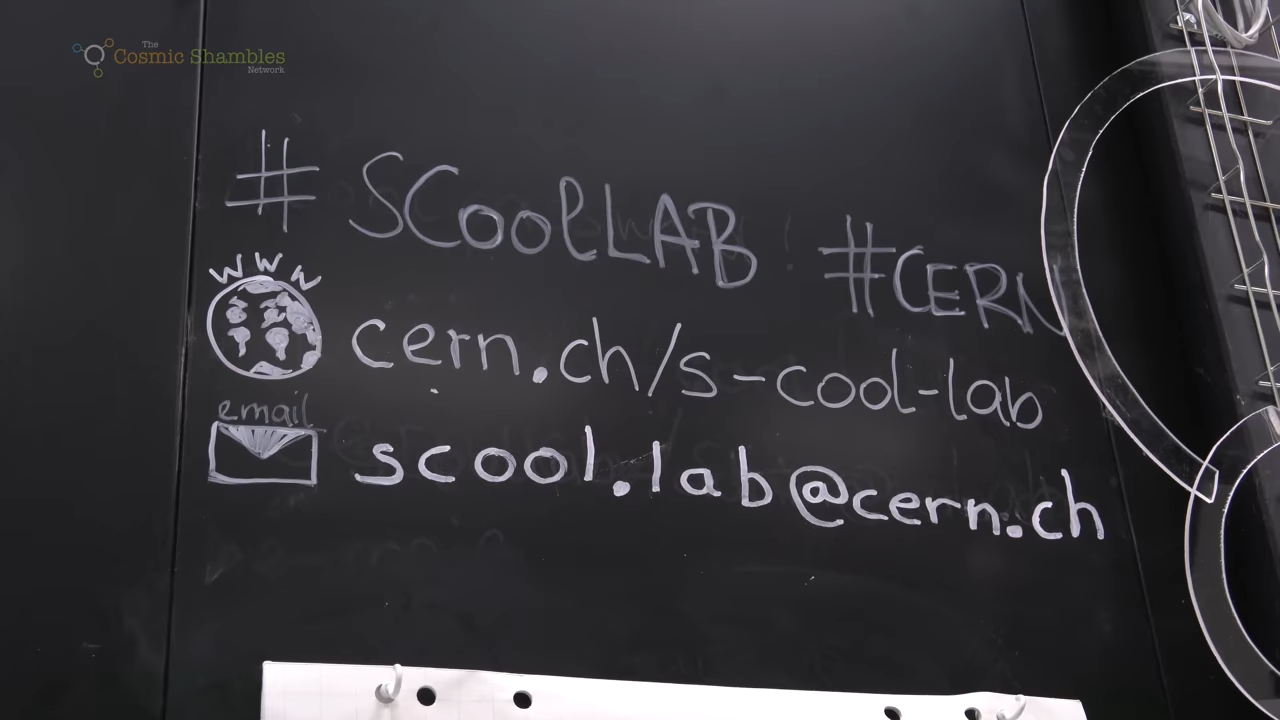 The
Cosmic Shambles
Network
# SCoolLAB ! #CERN
WWW
cern.ch/s-cool-lab
email
scool.lab@cern.ch